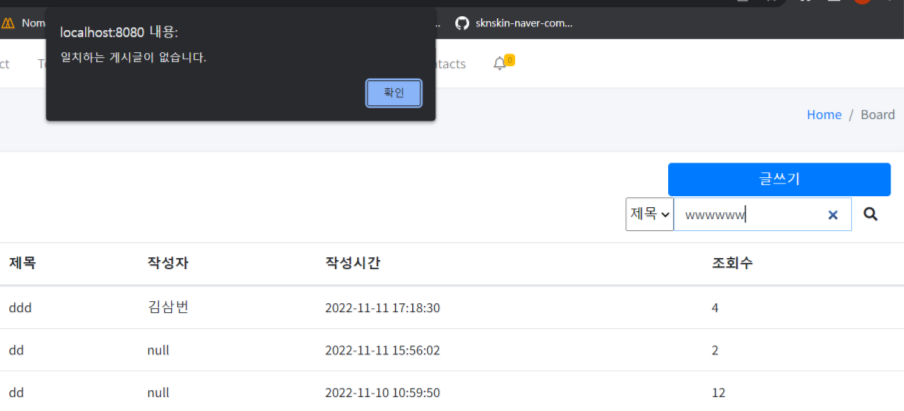 Nom
sknskin-naver-com...
localhost:8080 내용:
일치하는 게시글이 없습니다.
확인
ct
T
tacts
Home / Board
글쓰기
제목 wwwwww
제목 작성자 작성시간 조회수
ddd 김삼번 2022-11-11 17:18:30 4
dd null 2022-11-11 15:56:02 2
dd null 2022-11-10 10:59:50 12